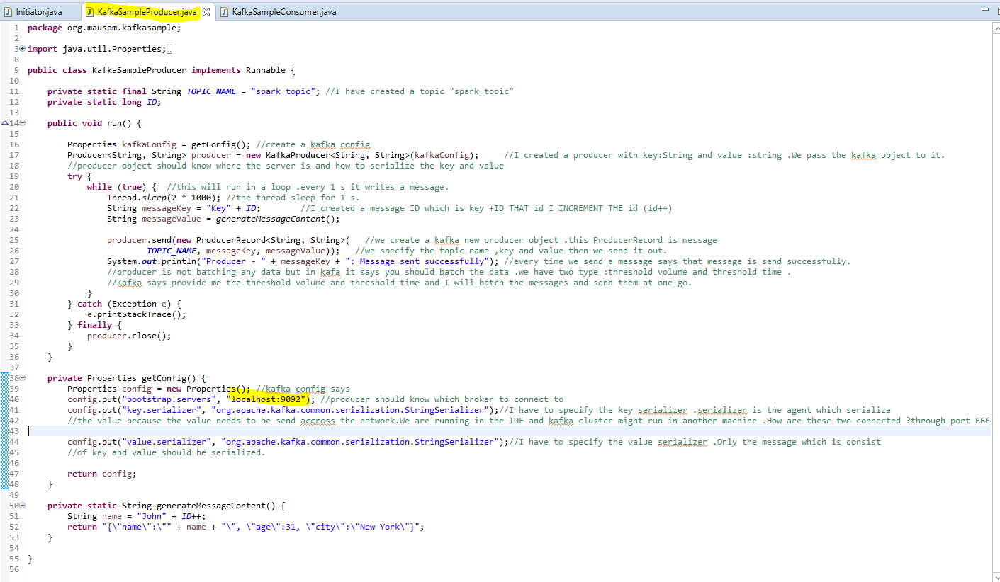 Initiator.java KafkaSampleProducer.java KafkaSampleConsumer.java
1 package org.mausam.kafkasample;
2
3 import java.util.Properties;
8
9 public class KafkaSampleProducer implements Runnable {
10
11 private static final String TOPIC_NAME = "spark_topic"; //I have created a topic "spark_topic"
12 private static long ID;
13
14 public void run() {
15
16 Properties kafkaConfig = getConfig(); //create a kafka config
17 Producer<String, String> producer = new KafkaProducer<String, String>(kafkaConfig); //I created a producer with key:String and value :string .We pass the kafka object to it.
18 //producer object should know where the server is and how to serialize the key and value
19 try {
20 while (true) { //this will run in a loop .every 1 s it writes a message.
21 Thread.sleep(2 * 1000); //the thread sleep for 1 s.
22 String messageKey = "Key" + ID; //I created a message ID which is key +ID THAT id I INCREMENT THE id (id++)
23 String messageValue = generateMessageContent();
24
25 producer.send(new ProducerRecord<String, String>( //we create a kafka new producer object .this ProducerRecord is message
26 TOPIC_NAME, messageKey, messageValue)); //we specify the topic name ,key and value then we send it out.
27 System.out.println("Producer - " + messageKey + ": Message sent successfully"); //every time we send a message says that message is send successfully.
28 //producer is not batching any data but in kafa it says you should batch the data .we have two type :threshold volume and threshold time .
29 //Kafka says provide me the threshold volume and threshold time and I will batch the messages and send them at one go.
30 }
31 } catch (Exception e) {
32 e.printStackTrace();
33 } finally {
34 producer.close();
35 }
36 }
37
38 private Properties getConfig() {
39 Properties config = new Properties(); //kafka config says
40 config.put("bootstrap.servers", "localhost:9092"); //producer should know which broker to connect to
41 config.put("key.serializer", "org.apache.kafka.common.serialization.StringSerializer");//I have to specify the key serializer .serializer is the agent which serialize
42 //the value because the value needs to be send accross the network.We are running in the IDE and kafka cluster might run in another machine .How are these two connected ?through port 666
43
44 config.put("value.serializer", "org.apache.kafka.common.serialization.StringSerializer");//I have to specify the value serializer .Only the message which is consist
45 //of key and value should be serialized.
46
47 return config;
48 }
49
50 private static String generateMessageContent() {
51 String name = "John" + ID++;
52 return "{\"name\":\"" + name + "\", \"age\":31, \"city\":\"New York\"}";
53 }
54
55 }
56